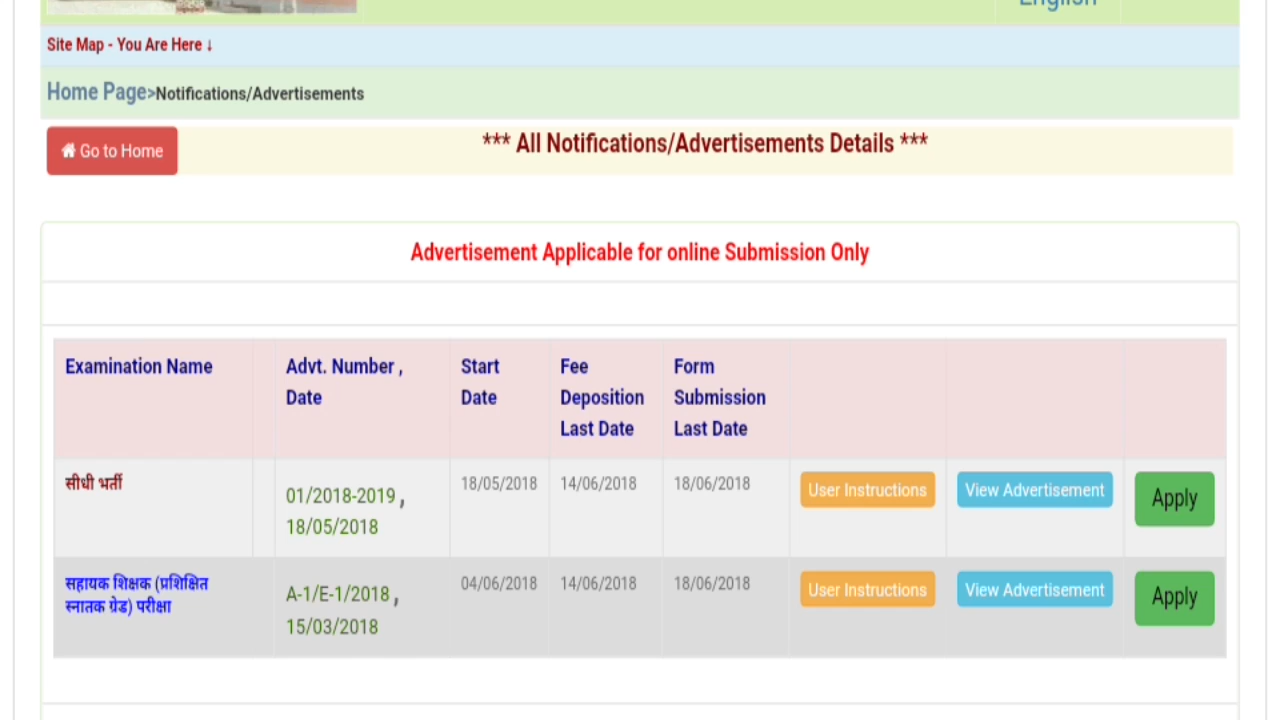 English
Site Map - You Are Here ↓
Home Page>Notifications/Advertisements
Go to Home
*** All Notifications/Advertisements Details ***
Advertisement Applicable for online Submission Only
Examination Name
Advt. Number ,
Date
Start
Date
Fee
Deposition
Last Date
Form
Submission
Last Date
सीधी भर्ती
01/2018-2019 ,
18/05/2018
18/05/2018
14/06/2018
18/06/2018
User Instructions
View Advertisement
Apply
सहायक शिक्षक (प्रशिक्षित
स्नातक ग्रेड) परीक्षा
A-1/E-1/2018 ,
15/03/2018
04/06/2018
14/06/2018
18/06/2018
User Instructions
View Advertisement
Apply